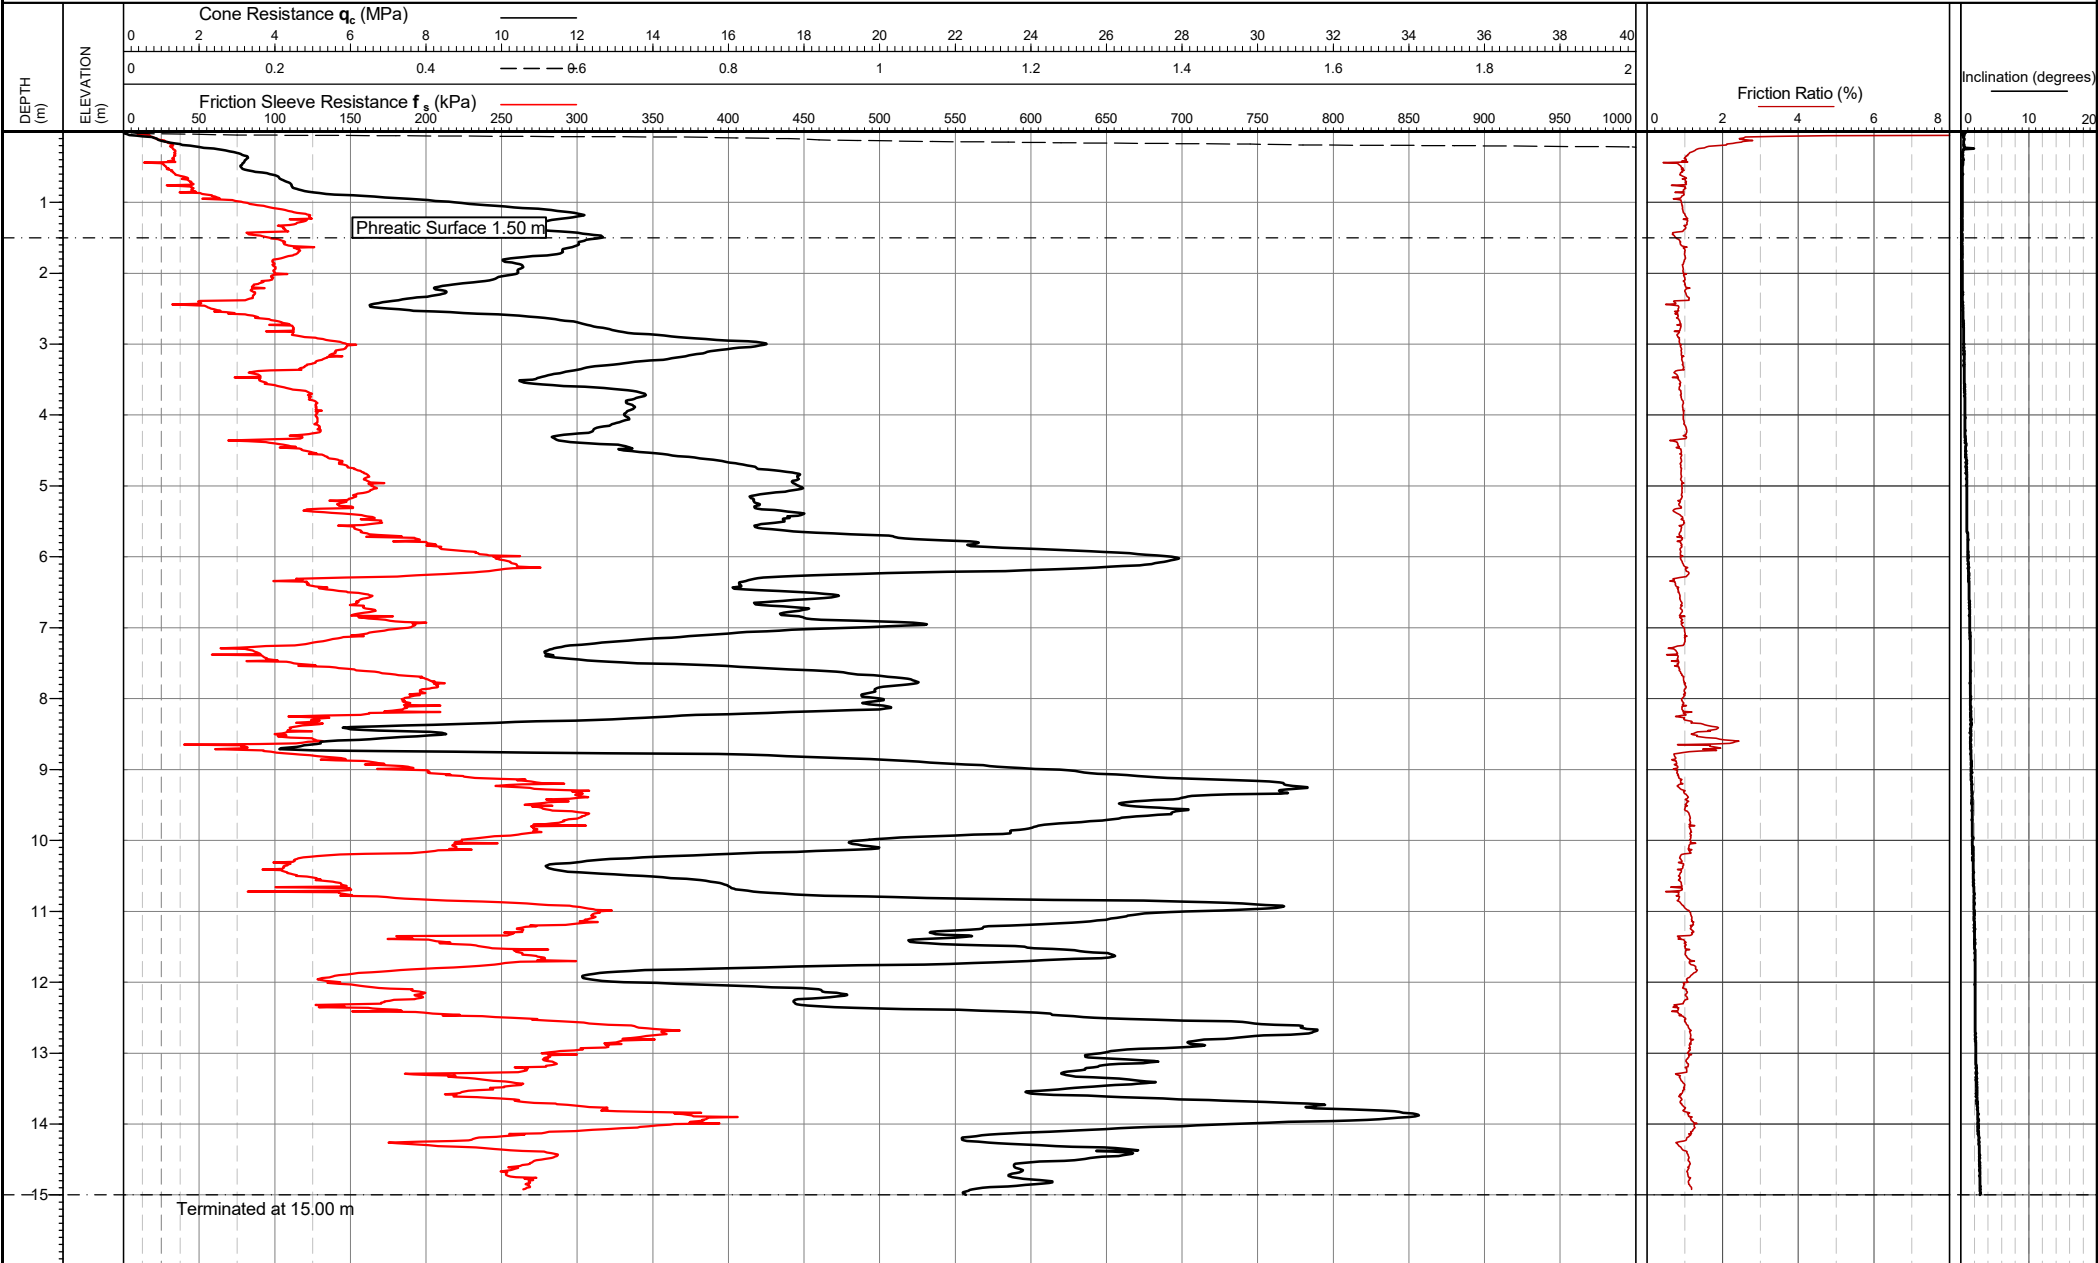 Cone Resistance qc (MPa)
0 2 4 6 8 10 12 14 16 18 20 22 24 26 28 30 32 34 36 38 40
0 0.2 0.4 0.6 0.8 1 1.2 1.4 1.6 1.8 2
Friction Sleeve Resistance fs (kPa)
0 50 100 150 200 250 300 350 400 450 500 550 600 650 700 750 800 850 900 950 1000
DEPTH
(m)
ELEVATION
(m)
Friction Ratio (%)
0 2 4 6 8
Inclination (degrees)
0 10 20
1
Phreatic Surface 1.50 m
2
3
4
5
6
7
8
9
10
11
12
13
14
15
Terminated at 15.00 m